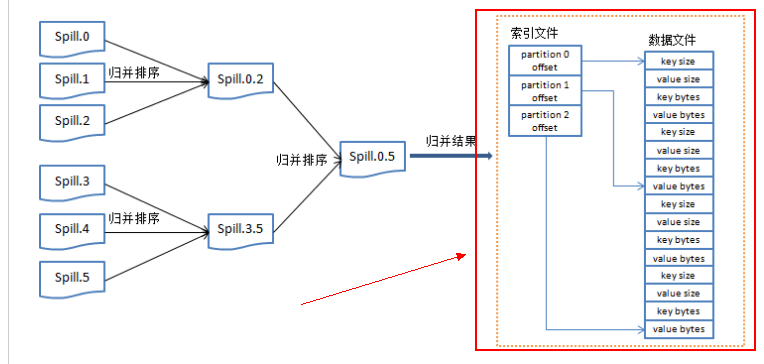 Spill.0
Spill.1
归并排序
Spill.2
Spill.0.2
Spill.3
Spill.4
归并排序
Spill.5
Spill.3.5
归并排序
Spill.0.5
归并结果
索引文件
partition 0
offset
partition 1
offset
partition 2
offset
数据文件
key size
value size
key bytes
value bytes
key size
value size
key bytes
value bytes
key size
value size
key bytes
value bytes
key size
value size
key bytes
value bytes